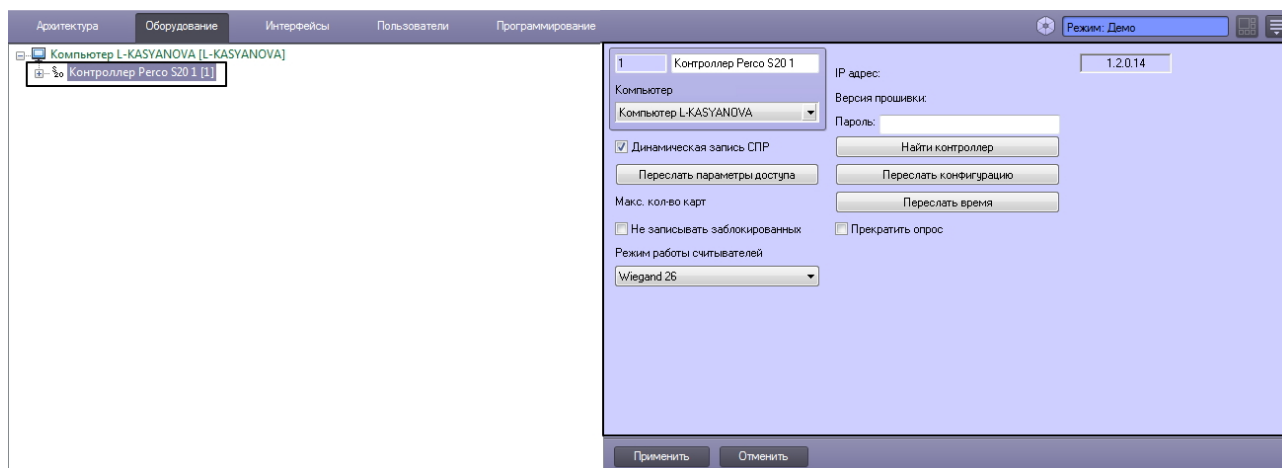 Архитектура Оборудование Интерфейсы Пользователи Программирование Режим: Демо
Компьютер L-KASYANOVA [L-KASYANOVA]
Контроллер Perco S20 1 [1]
1 Контроллер Perco S20 1
Компьютер
Компьютер L-KASYANOVA
Динамическая запись СПР
Переслать параметры доступа
Макс. кол-во карт
Не записывать заблокированных
Режим работы считывателей
Wiegand 26
IP адрес:
1.2.0.14
Версия прошивки:
Пароль:
Найти контроллер
Переслать конфигурацию
Переслать время
Прекратить опрос
Применить Отменить